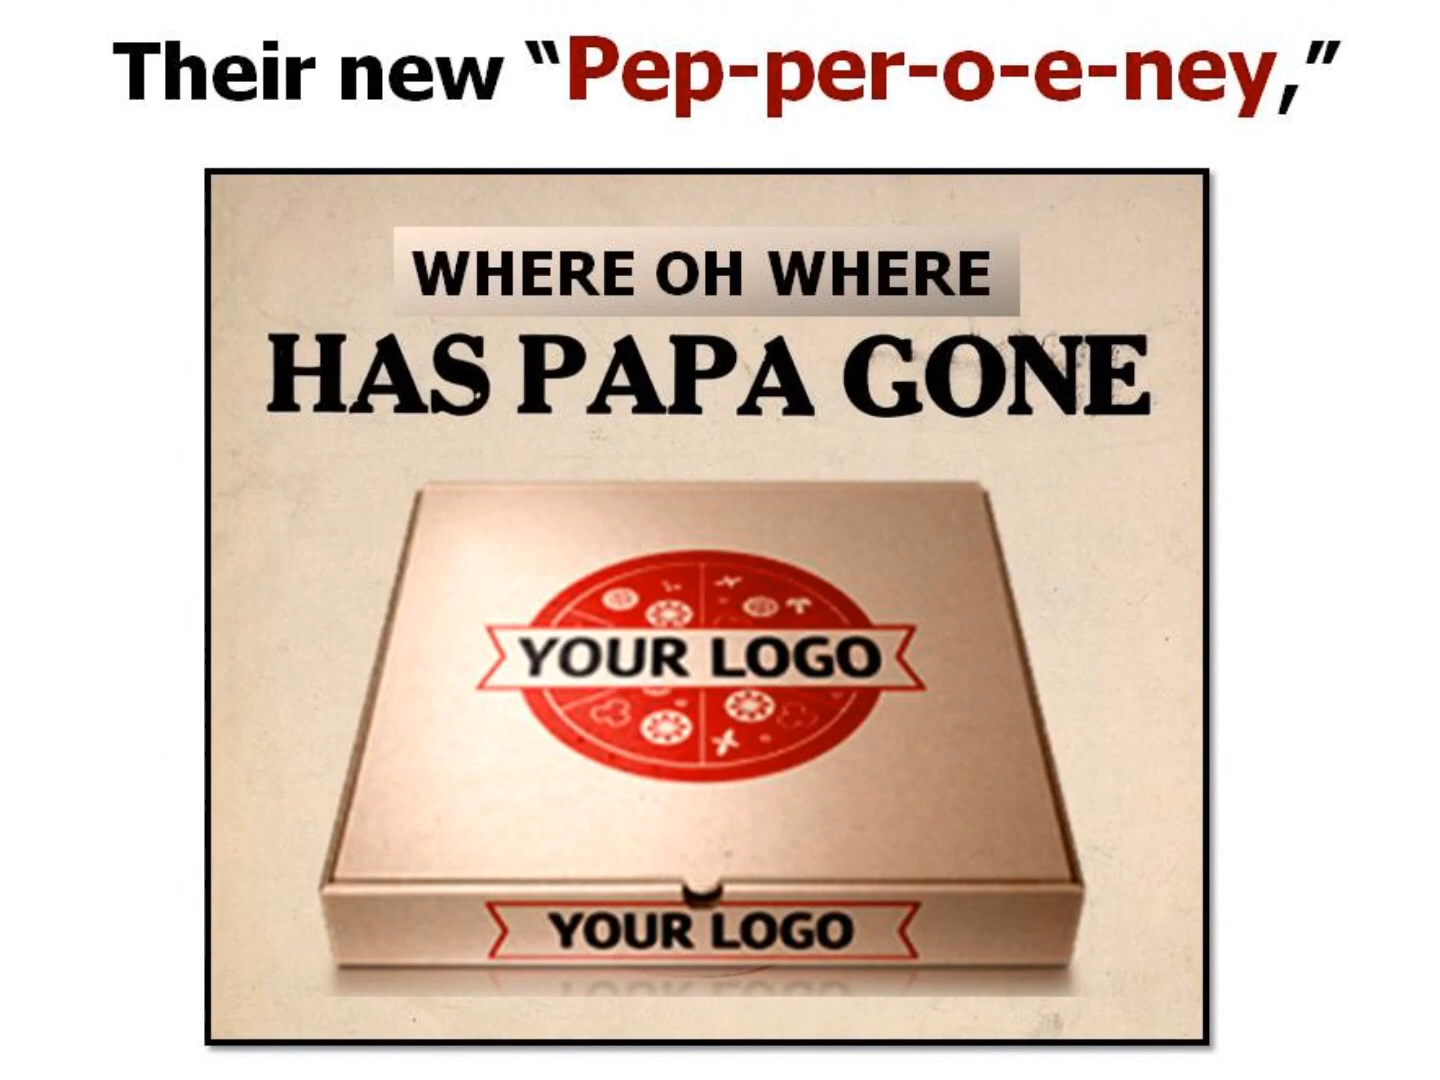 Their new “Pep-per-o-e-ney,”
WHERE OH WHERE
HAS PAPA GONE
YOUR LOGO
YOUR LOGO